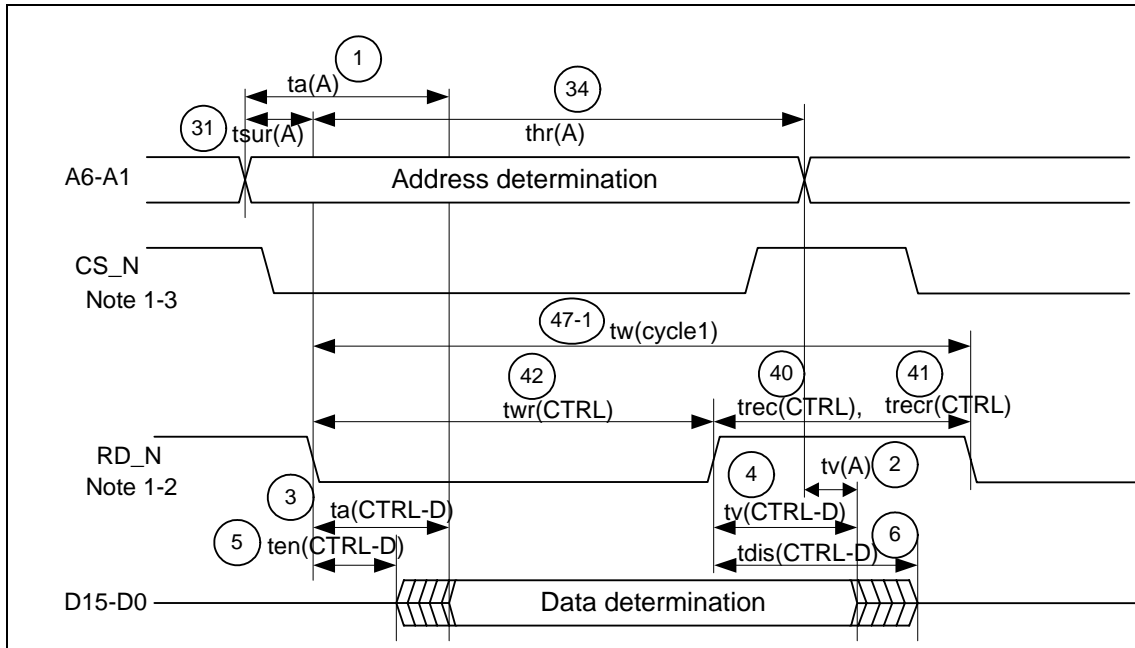 1
ta(A)
34
31
tsur(A)
thr(A)
A6-A1
Address determination
CS_N
Note 1-3
47-1
tw(cycle1)
42
40
41
twr(CTRL)
trec(CTRL),
trecr(CTRL)
RD_N
Note 1-2
4
tv(A)
2
3
ta(CTRL-D)
tv(CTRL-D)
5
ten(CTRL-D)
tdis(CTRL-D)
6
D15-D0
Data determination